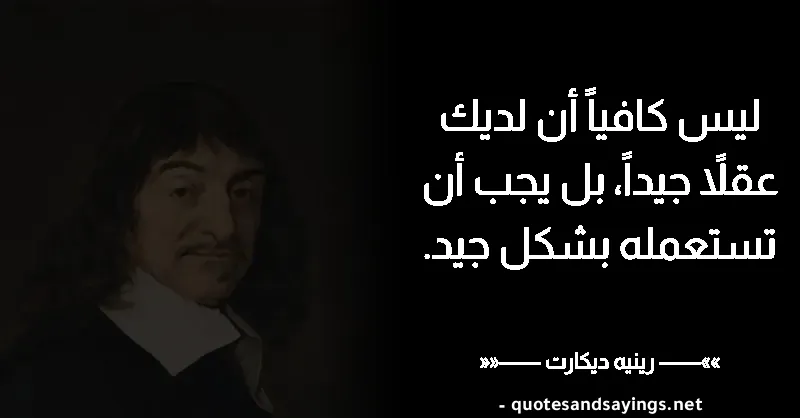 ليس كافياً أن لديك
عقلًا جيداً، بل يجب أن
تستعمله بشكل جيد.
»»—— رينيه ديكارت ——««
- quotesandsayings.net